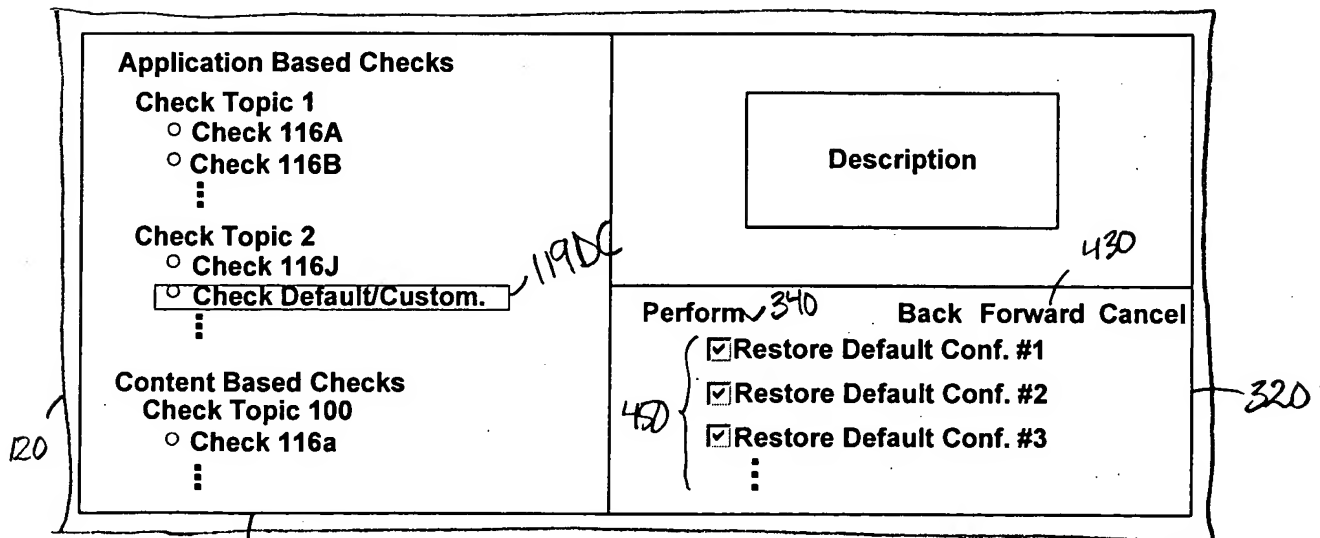 Application Based Checks
Check Topic 1
Check 116A
Check 116B
Check Topic 2
Check 116J
Check Default/Custom.
119DC
Content Based Checks
Check Topic 100
Check 116a
120
Description
430
Perform 340 Back Forward Cancel
Restore Default Conf. #1
Restore Default Conf. #2
Restore Default Conf. #3
450
320